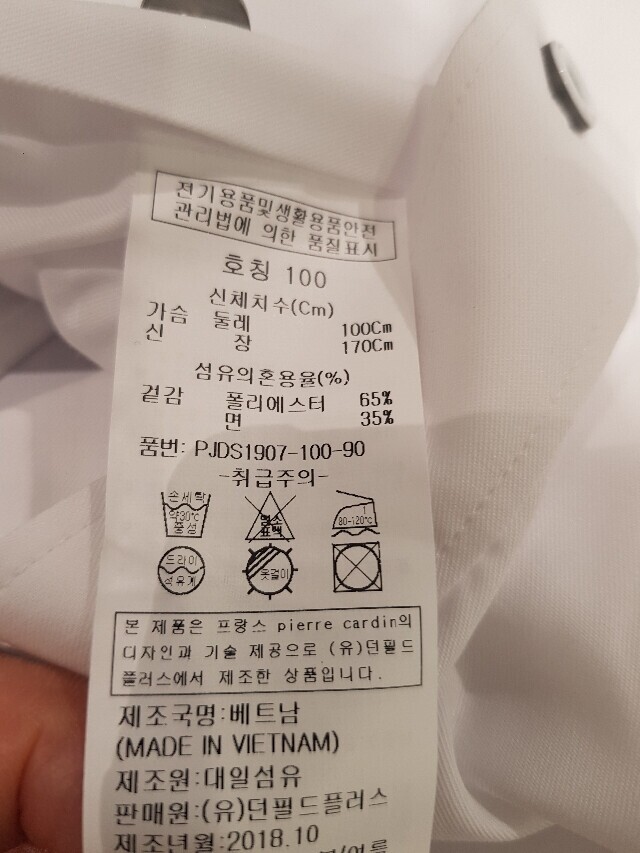 전기용품및생활용품안전
관리법에 의한 품질표시
호칭 100
신체치수(Cm)
가슴 둘레 100Cm
신 장 170Cm
섬유의혼용율(%)
겉감 폴리에스터 65%
면 35%
품번: PJDS1907-100-90
-취급주의-
손세탁
약30℃
중성
염소
표백
80-120℃
드라이
석유계
옷걸이
본 제품은 프랑스 pierre cardin의
디자인과 기술 제공으로 (유)던필드
플러스에서 제조한 상품입니다.
제조국명:베트남
(MADE IN VIETNAM)
제조원:대일섬유
판매원:(유)던필드플러스
제조년월:2018.10